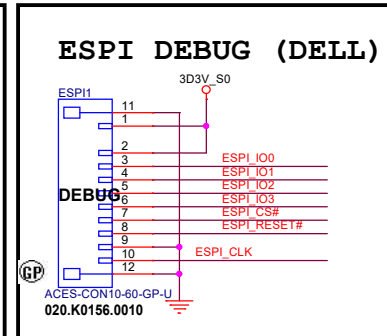 ESPI DEBUG (DELL)
3D3V_S0
ESPI1
11
1
2
3 ESPI_IO0
4 ESPI_IO1
5 ESPI_IO2
DEBUG
6 ESPI_IO3
7 ESPI_CS#
8 ESPI_RESET#
9
10 ESPI_CLK
12
GP
ACES-CON10-60-GP-U
020.K0156.0010